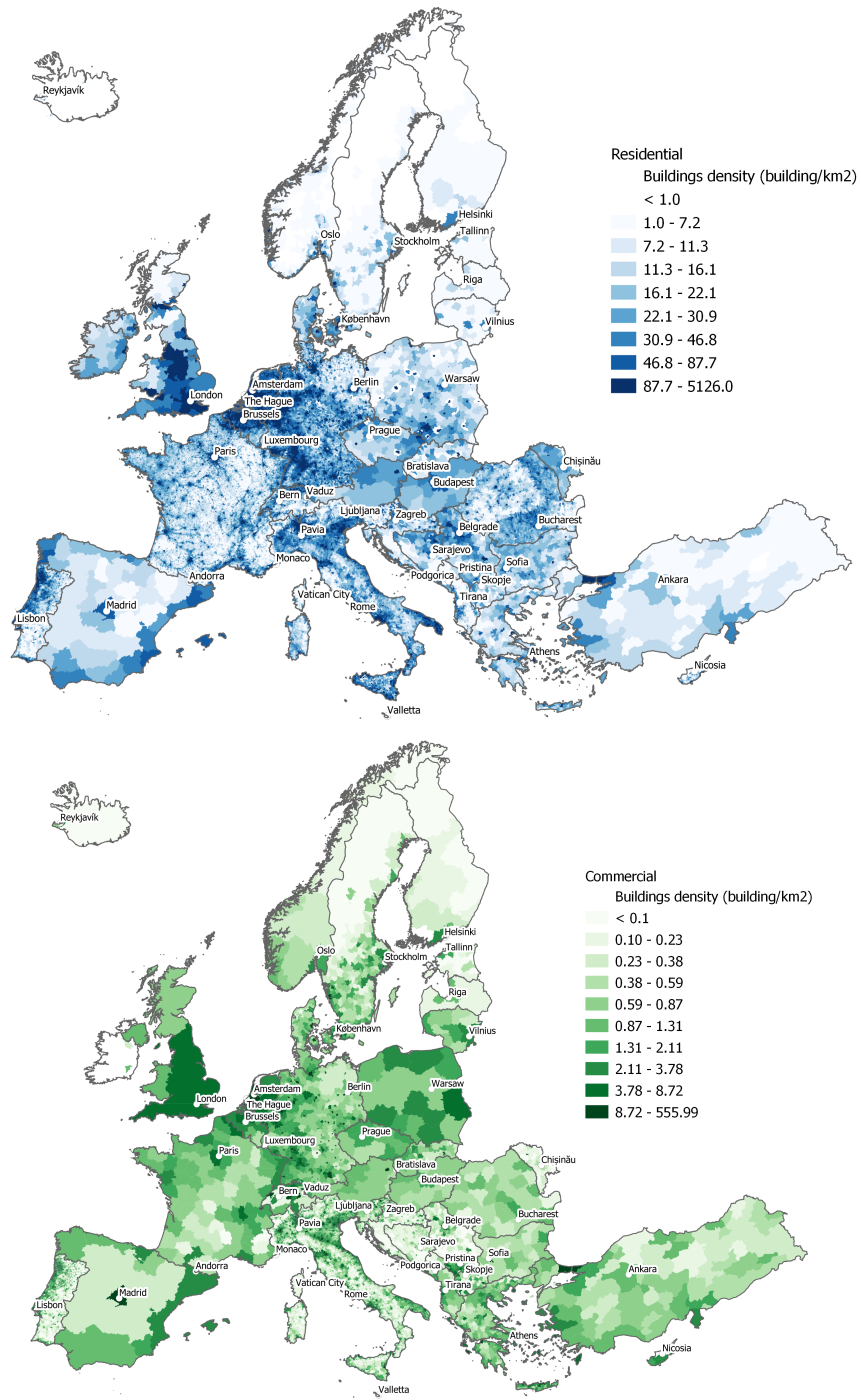 Reykjavík
Residential
Buildings density (building/km2)
< 1.0
1.0 - 7.2
7.2 - 11.3
11.3 - 16.1
16.1 - 22.1
22.1 - 30.9
30.9 - 46.8
46.8 - 87.7
87.7 - 5126.0
Helsinki
Tallinn
Oslo
Stockholm
Riga
København
Vilnius
Amsterdam
Berlin
Warsaw
London
The Hague
Brussels
Prague
Luxembourg
Paris
Chișinău
Bratislava
Budapest
Bern
Vaduz
Ljubljana
Zagreb
Bucharest
Pavia
Belgrade
Sarajevo
Monaco
Sofia
Pristina
Andorra
Podgorica
Skopje
Ankara
Vatican City
Tirana
Madrid
Rome
Lisbon
Athens
Nicosia
Valletta
Reykjavík
Commercial
Buildings density (building/km2)
< 0.1
0.10 - 0.23
0.23 - 0.38
0.38 - 0.59
0.59 - 0.87
0.87 - 1.31
1.31 - 2.11
2.11 - 3.78
3.78 - 8.72
8.72 - 555.99
Helsinki
Tallinn
Oslo
Stockholm
Riga
København
Vilnius
Amsterdam
Berlin
Warsaw
London
The Hague
Brussels
Prague
Luxembourg
Paris
Chișinău
Bratislava
Budapest
Bern
Vaduz
Ljubljana
Zagreb
Bucharest
Pavia
Belgrade
Sarajevo
Monaco
Sofia
Pristina
Andorra
Podgorica
Skopje
Ankara
Vatican City
Tirana
Madrid
Rome
Lisbon
Athens
Nicosia
Valletta